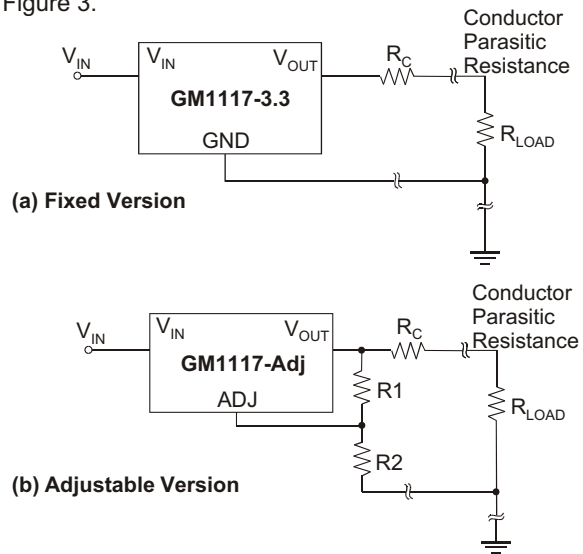 Figure 3.
Conductor
Parasitic
Resistance
V_IN
V_IN
V_OUT
R_C
GM1117-3.3
GND
R_LOAD
(a) Fixed Version
Conductor
Parasitic
Resistance
V_IN
V_IN
V_OUT
R_C
GM1117-Adj
ADJ
R1
R_LOAD
R2
(b) Adjustable Version